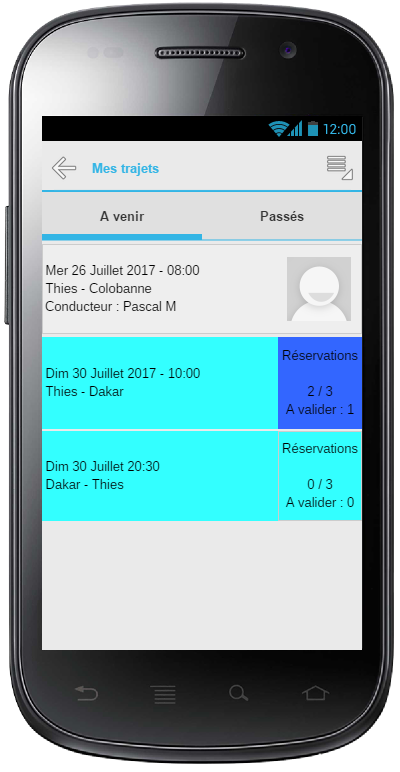 12:00
Mes trajets
A venir
Passés
Mer 26 Juillet 2017 - 08:00
Thies - Colobanne
Conducteur : Pascal M
Dim 30 Juillet 2017 - 10:00
Thies - Dakar
Réservations
2 / 3
A valider : 1
Dim 30 Juillet 20:30
Dakar - Thies
Réservations
0 / 3
A valider : 0